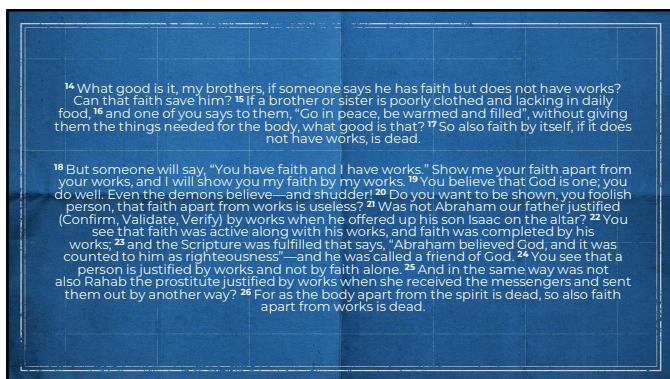 14 What good is it, my brothers, if someone says he has faith but does not have works?
Can that faith save him? 15 If a brother or sister is poorly clothed and lacking in daily
food, 16 and one of you says to them, “Go in peace, be warmed and filled”, without giving
them the things needed for the body, what good is that? 17 So also faith by itself, if it does
not have works, is dead.
18 But someone will say, “You have faith and I have works.” Show me your faith apart from
your works, and I will show you my faith by my works. 19 You believe that God is one; you
do well. Even the demons believe—and shudder! 20 Do you want to be shown, you foolish
person, that faith apart from works is useless? 21 Was not Abraham our father justified
(Confirm, Validate, Verify) by works when he offered up his son Isaac on the altar? 22 You
see that faith was active along with his works, and faith was completed by his
works; 23 and the Scripture was fulfilled that says, “Abraham believed God, and it was
counted to him as righteousness”—and he was called a friend of God. 24 You see that a
person is justified by works and not by faith alone. 25 And in the same way was not
also Rahab the prostitute justified by works when she received the messengers and sent
them out by another way? 26 For as the body apart from the spirit is dead, so also faith
apart from works is dead.